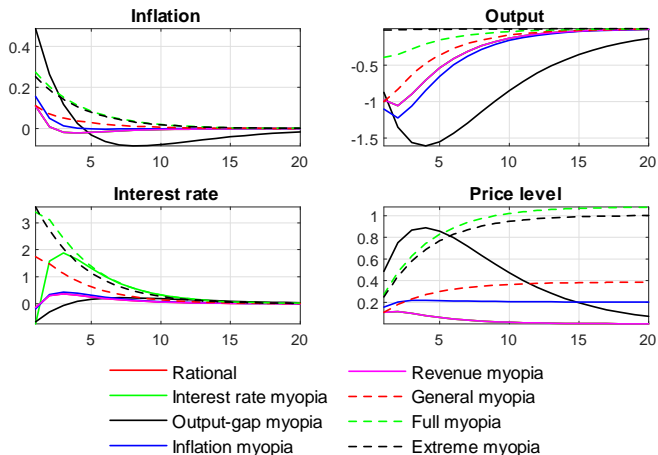 Inflation
Output
0.4
0.2
0
5
10
15
20
-0.5
-1
-1.5
5
10
15
20
Interest rate
Price level
3
2
1
0
5
10
15
20
1
0.8
0.6
0.4
0.2
5
10
15
20
Rational
Revenue myopia
Interest rate myopia
General myopia
Output-gap myopia
Full myopia
Inflation myopia
Extreme myopia